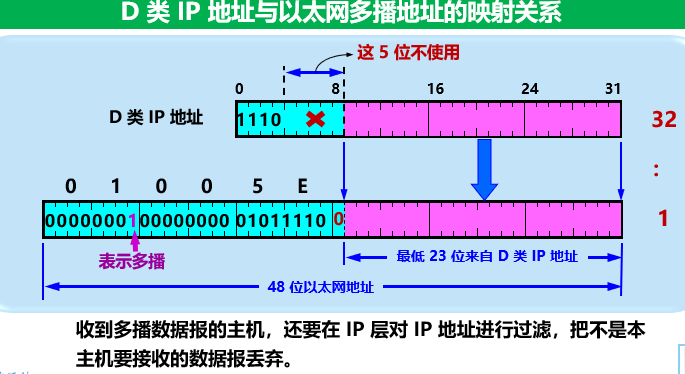 D 类 IP 地址与以太网多播地址的映射关系
这 5 位不使用
0 8 16 24 31
D 类 IP 地址 1110 32
:
0 1 0 0 5 E
00000001 00000000 01011110 0 1
表示多播
最低 23 位来自 D 类 IP 地址
48 位以太网地址
收到多播数据报的主机，还要在 IP 层对 IP 地址进行过滤，把不是本
主机要接收的数据报丢弃。